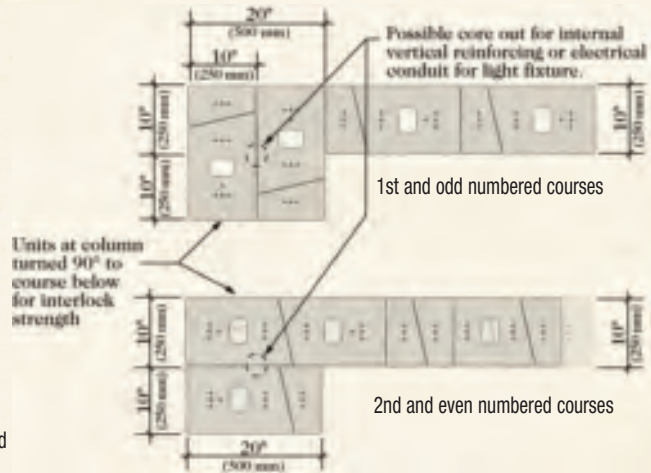 20"
(500 mm)
10"
(250 mm)
Possible core out for internal
vertical reinforcing or electrical
conduit for light fixture.
10"
(250 mm)
10"
(250 mm)
10"
(250 mm)
1st and odd numbered courses
Units at column
turned 90° to
course below
for interlock
strength
10"
(250 mm)
10"
(250 mm)
10"
(250 mm)
2nd and even numbered courses
20"
(500 mm)